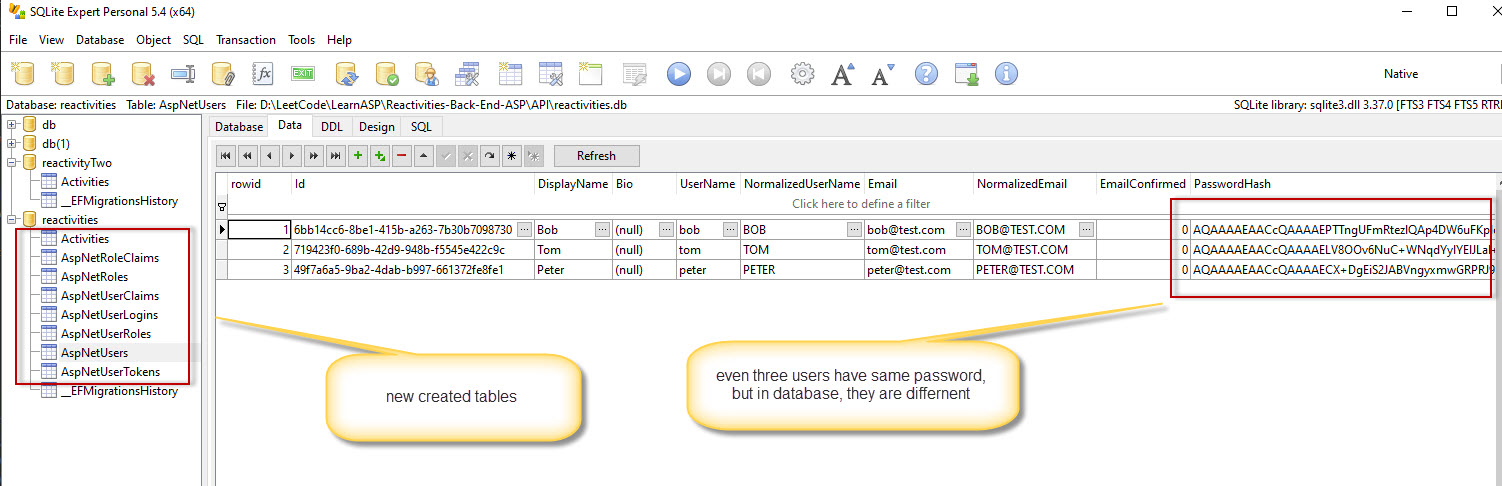 SQLite Expert Personal 5.4 (x64)
File View Database Object SQL Transaction Tools Help
EXIT
Native
Database: reactivities Table: AspNetUsers File: D:\LeetCode\LearnASP\Reactivities-Back-End-ASP\API\reactivities.db
SQLite library: sqlite3.dll 3.37.0 [FTS3 FTS4 FTS5 RTRE
db
db(1)
reactivityTwo
Activities
__EFMigrationsHistory
reactivities
Activities
AspNetRoleClaims
AspNetRoles
AspNetUserClaims
AspNetUserLogins
AspNetUserRoles
AspNetUsers
AspNetUserTokens
__EFMigrationsHistory
Database Data DDL Design SQL
Refresh
rowid Id DisplayName Bio UserName NormalizedUserName Email NormalizedEmail EmailConfirmed PasswordHash
Click here to define a filter
1 6bb14cc6-8be1-415b-a263-7b30b7098730 Bob (null) bob BOB bob@test.com BOB@TEST.COM 0
2 719423f0-689b-42d9-948b-f5545e422c9c Tom (null) tom TOM tom@test.com TOM@TEST.COM 0
3 49f7a6a5-9ba2-4dab-b997-661372fe8fe1 Peter (null) peter PETER peter@test.com PETER@TEST.COM 0
new created tables
even three users have same password,
but in database, they are differnent